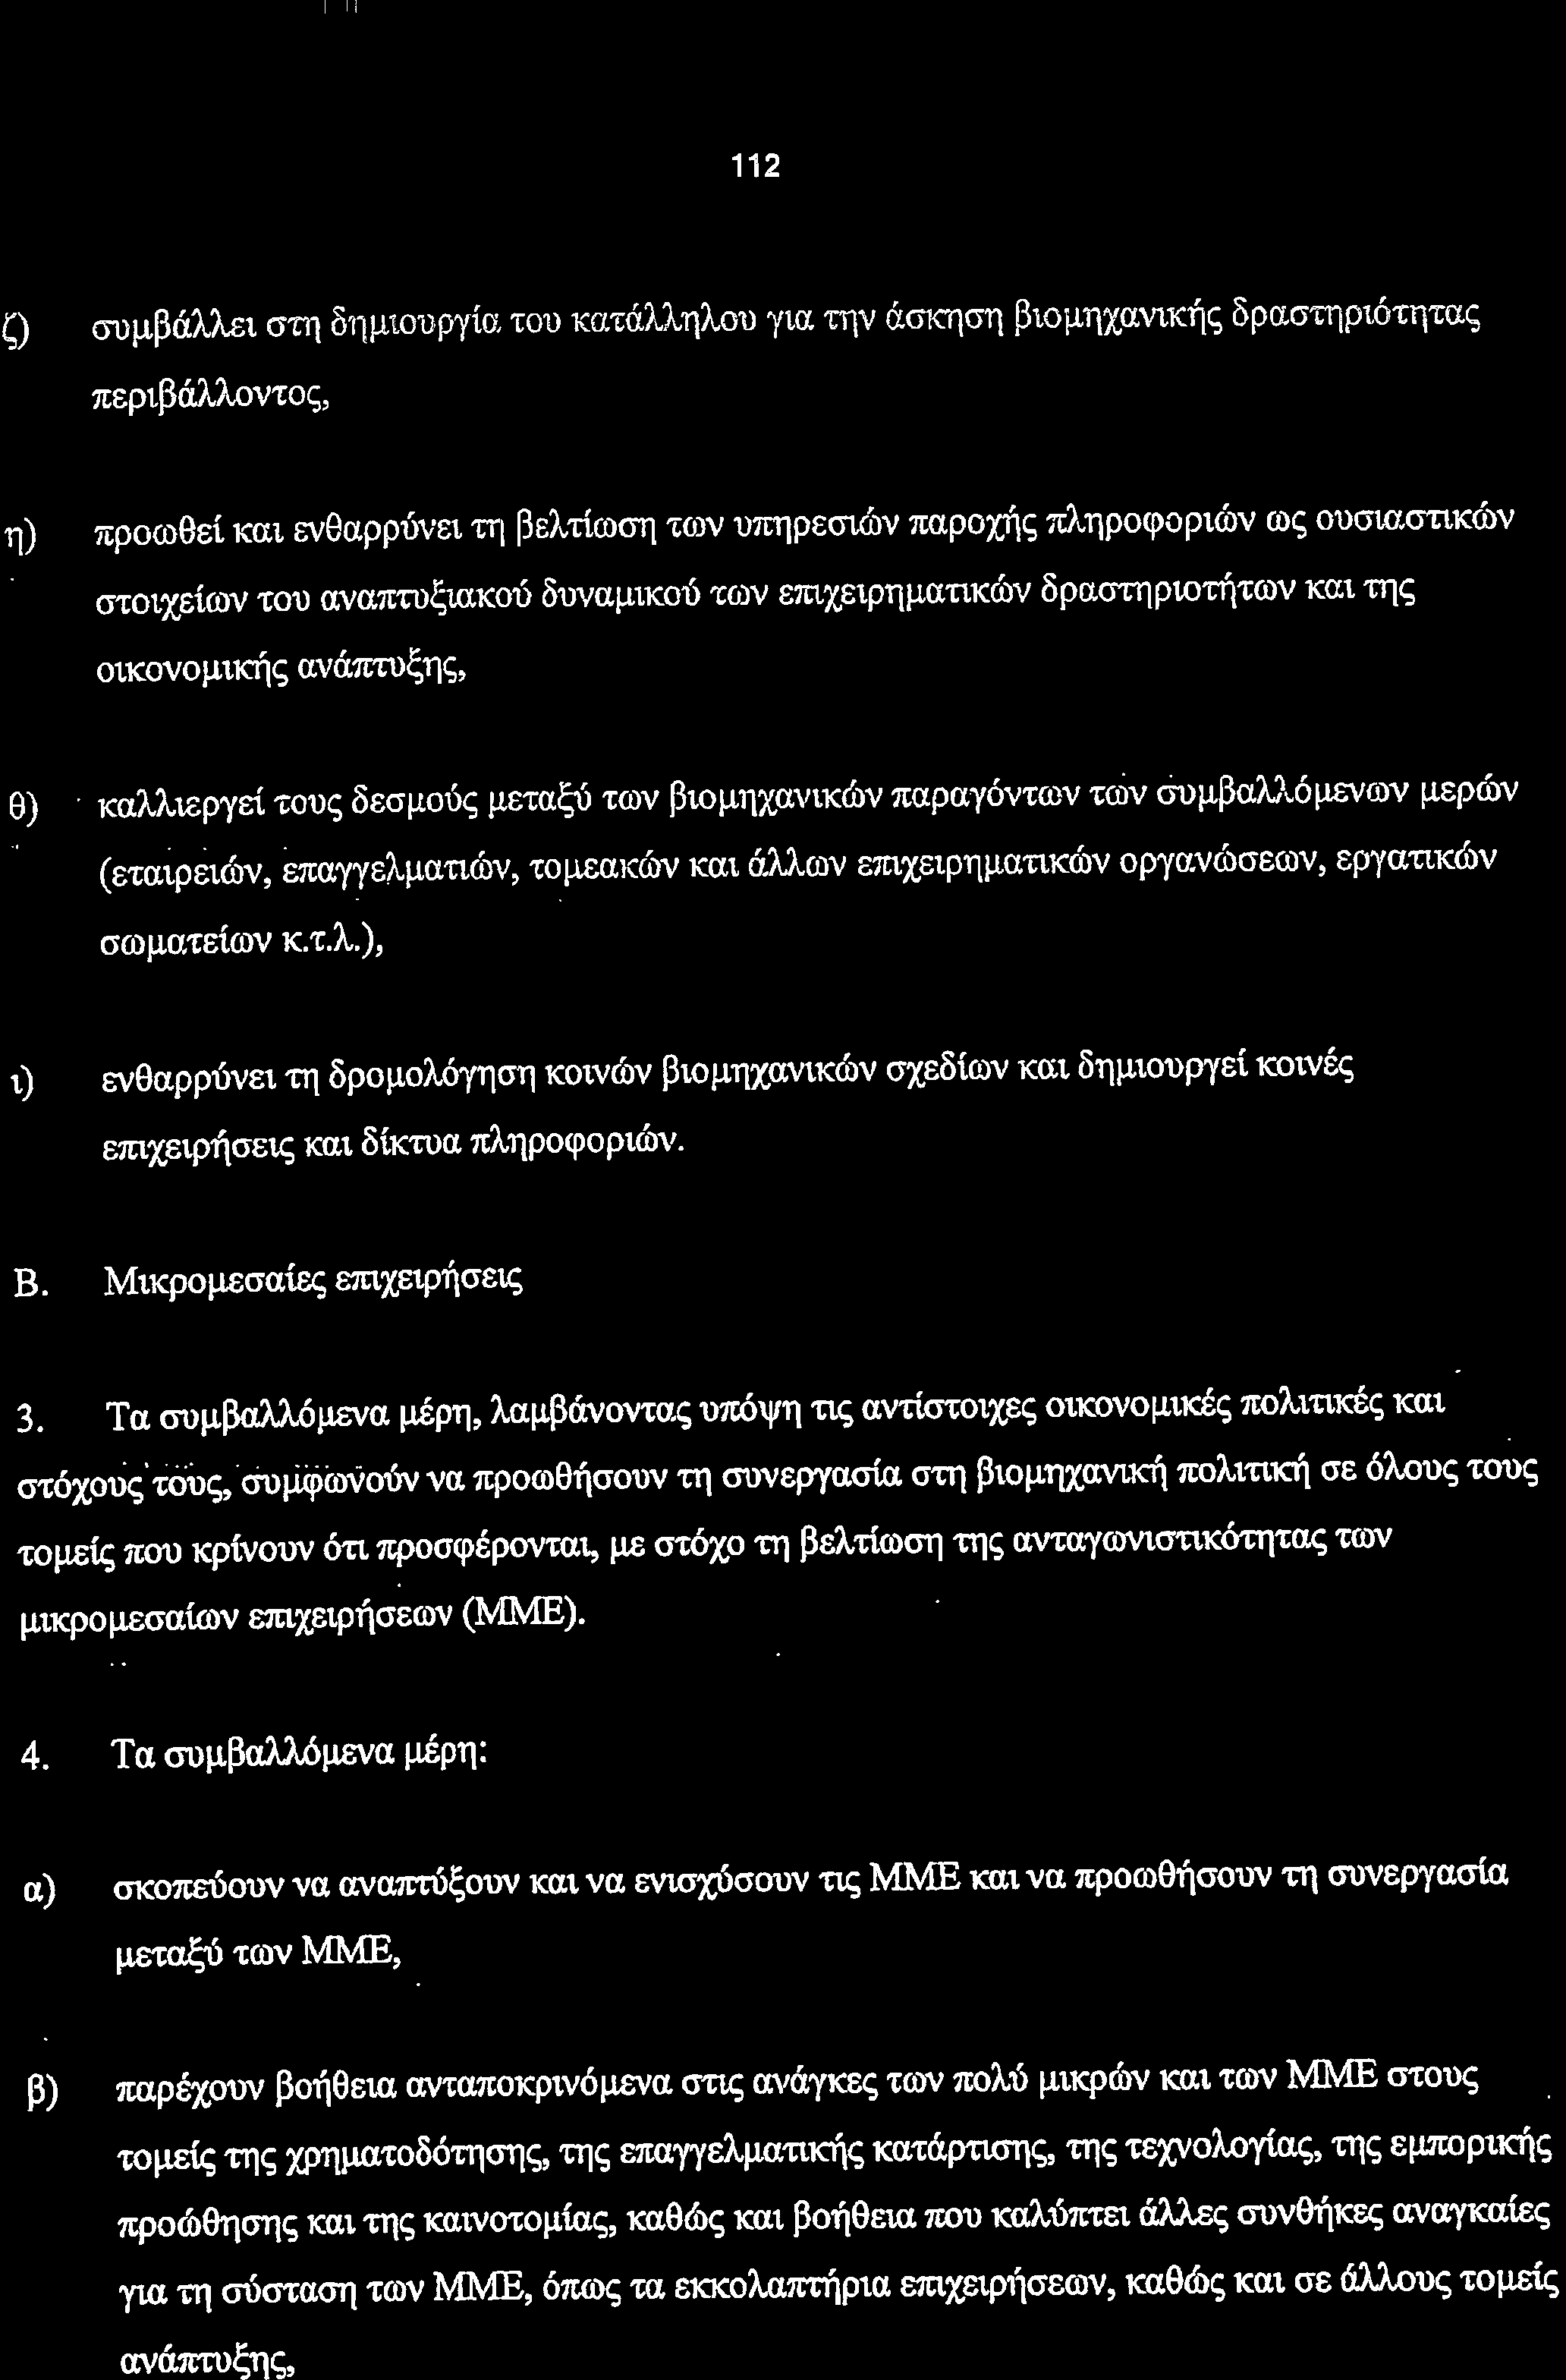 112
ζ) συμβάλλει στη δημιουργία του κατάλληλου για την άσκηση βιομηχανικής δραστηριότητας
περιβάλλοντος,
η) προωθεί και ενθαρρύνει τη βελτίωση των υπηρεσιών παροχής πληροφοριών ως ουσιαστικών
στοιχείων του αναπτυξιακού δυναμικού των επιχειρηματικών δραστηριοτήτων και της
οικονομικής ανάπτυξης,
θ) καλλιεργεί τους δεσμούς μεταξύ των βιομηχανικών παραγόντων των συμβαλλόμενων μερών
(εταιρειών, επαγγελματιών, τομεακών και άλλων επιχειρηματικών οργανώσεων, εργατικών
σωματείων κ.τ.λ.),
ι) ενθαρρύνει τη δρομολόγηση κοινών βιομηχανικών σχεδίων και δημιουργεί κοινές
επιχειρήσεις και δίκτυα πληροφοριών.
Β. Μικρομεσαίες επιχειρήσεις
3. Τα συμβαλλόμενα μέρη, λαμβάνοντας υπόψη τις αντίστοιχες οικονομικές πολιτικές και
στόχους τους, συμφωνούν να προωθήσουν τη συνεργασία στη βιομηχανική πολιτική σε όλους τους
τομείς που κρίνουν ότι προσφέρονται, με στόχο τη βελτίωση της ανταγωνιστικότητας των
μικρομεσαίων επιχειρήσεων (ΜΜΕ).
4. Τα συμβαλλόμενα μέρη:
α) σκοπεύουν να αναπτύξουν και να ενισχύσουν τις ΜΜΕ και να προωθήσουν τη συνεργασία
μεταξύ των ΜΜΕ,
β) παρέχουν βοήθεια ανταποκρινόμενα στις ανάγκες των πολύ μικρών και των ΜΜΕ στους
τομείς της χρηματοδότησης, της επαγγελματικής κατάρτισης, της τεχνολογίας, της εμπορικής
προώθησης και της καινοτομίας, καθώς και βοήθεια που καλύπτει άλλες συνθήκες αναγκαίες
για τη σύσταση των ΜΜΕ, όπως τα εκκολαπτήρια επιχειρήσεων, καθώς και σε άλλους τομείς
ανάπτυξης,